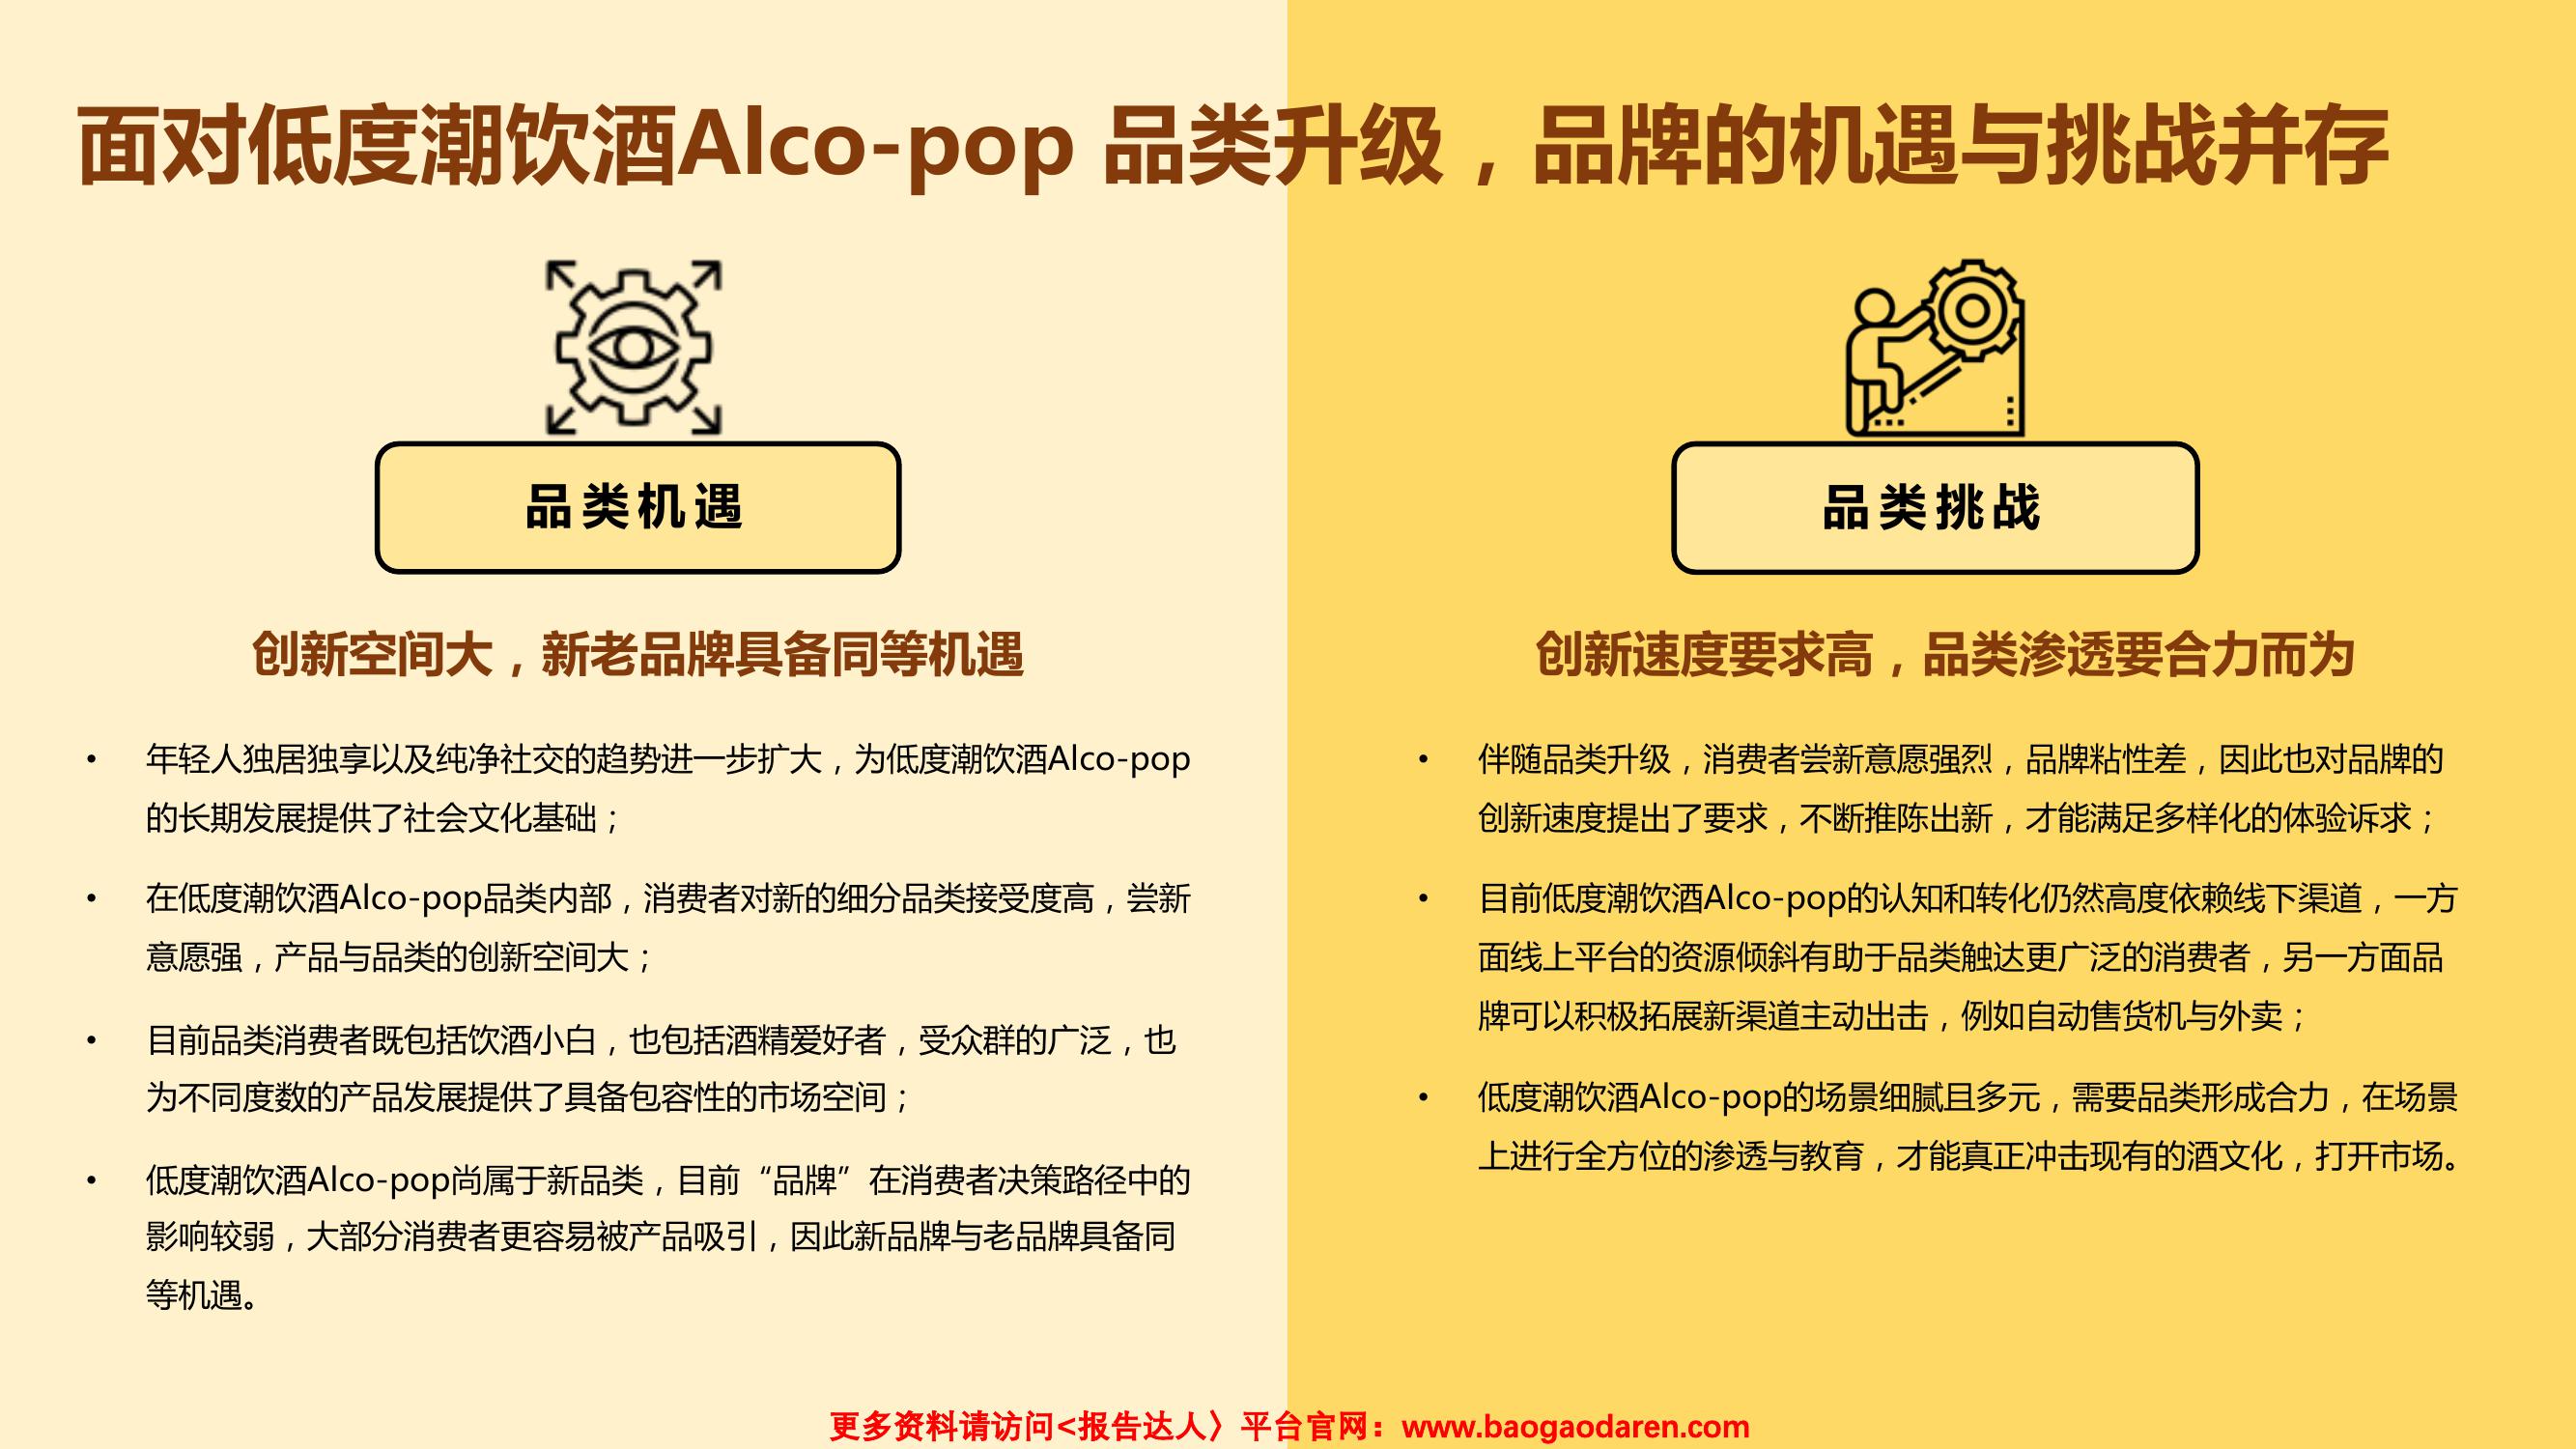 面对低度潮饮酒Alco-pop 品类升级，品牌的机遇与挑战并存
品类机遇
创新空间大，新老品牌具备同等机遇
• 年轻人独居独享以及纯净社交的趋势进一步扩大，为低度潮饮酒Alco-pop
的长期发展提供了社会文化基础；
• 在低度潮饮酒Alco-pop品类内部，消费者对新的细分品类接受度高，尝新
意愿强，产品与品类的创新空间大；
• 目前品类消费者既包括饮酒小白，也包括酒精爱好者，受众群的广泛，也
为不同度数的产品发展提供了具备包容性的市场空间；
• 低度潮饮酒Alco-pop尚属于新品类，目前“品牌”在消费者决策路径中的
影响较弱，大部分消费者更容易被产品吸引，因此新品牌与老品牌具备同
等机遇。
品类挑战
创新速度要求高，品类渗透要合力而为
• 伴随品类升级，消费者尝新意愿强烈，品牌粘性差，因此也对品牌的
创新速度提出了要求，不断推陈出新，才能满足多样化的体验诉求；
• 目前低度潮饮酒Alco-pop的认知和转化仍然高度依赖线下渠道，一方
面线上平台的资源倾斜有助于品类触达更广泛的消费者，另一方面品
牌可以积极拓展新渠道主动出击，例如自动售货机与外卖；
• 低度潮饮酒Alco-pop的场景细腻且多元，需要品类形成合力，在场景
上进行全方位的渗透与教育，才能真正冲击现有的酒文化，打开市场。
更多资料请访问<报告达人〉平台官网：www.baogaodaren.com